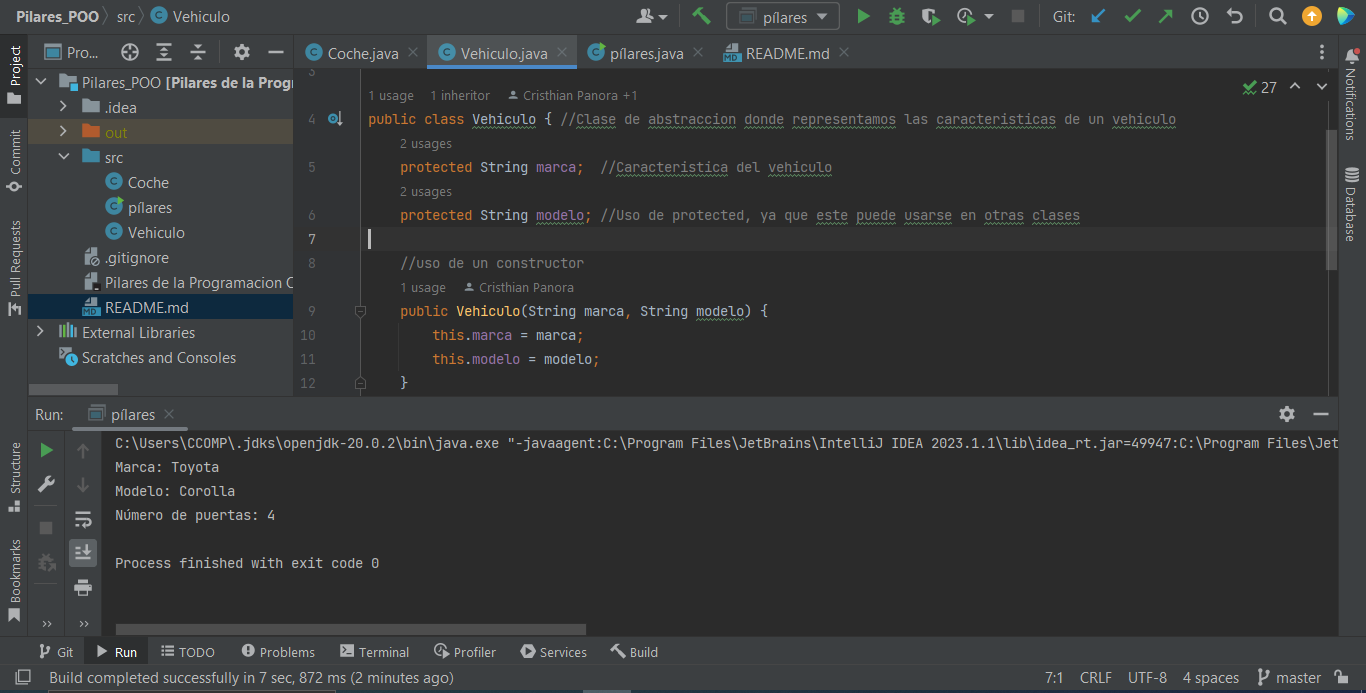 Pilares_POO src Vehiculo pílares Git:
Project Pro... Coche.java Vehiculo.java pílares.java README.md
Pilares_POO [Pilares de la Prog
.idea
out
src
Coche
pílares
Vehiculo
.gitignore
Pilares de la Programacion
README.md
External Libraries
Scratches and Consoles
Commit
Pull Requests
3
1 usage 1 inheritor Cristhian Panora +1
27
4 public class Vehiculo { //Clase de abstraccion donde representamos las caracteristicas de un vehiculo
2 usages
5 protected String marca; //Caracteristica del vehiculo
2 usages
6 protected String modelo; //Uso de protected, ya que este puede usarse en otras clases
7
8 //uso de un constructor
1 usage Cristhian Panora
9 public Vehiculo(String marca, String modelo) {
10 this.marca = marca;
11 this.modelo = modelo;
12 }
Notifications
Database
Run: pílares
C:\Users\CCOMP\.jdks\openjdk-20.0.2\bin\java.exe "-javaagent:C:\Program Files\JetBrains\IntelliJ IDEA 2023.1.1\lib\idea_rt.jar=49947:C:\Program Files\Jet
Marca: Toyota
Modelo: Corolla
Número de puertas: 4
Process finished with exit code 0
Structure
Bookmarks
Git Run TODO Problems Terminal Profiler Services Build
Build completed successfully in 7 sec, 872 ms (2 minutes ago) 7:1 CRLF UTF-8 4 spaces master